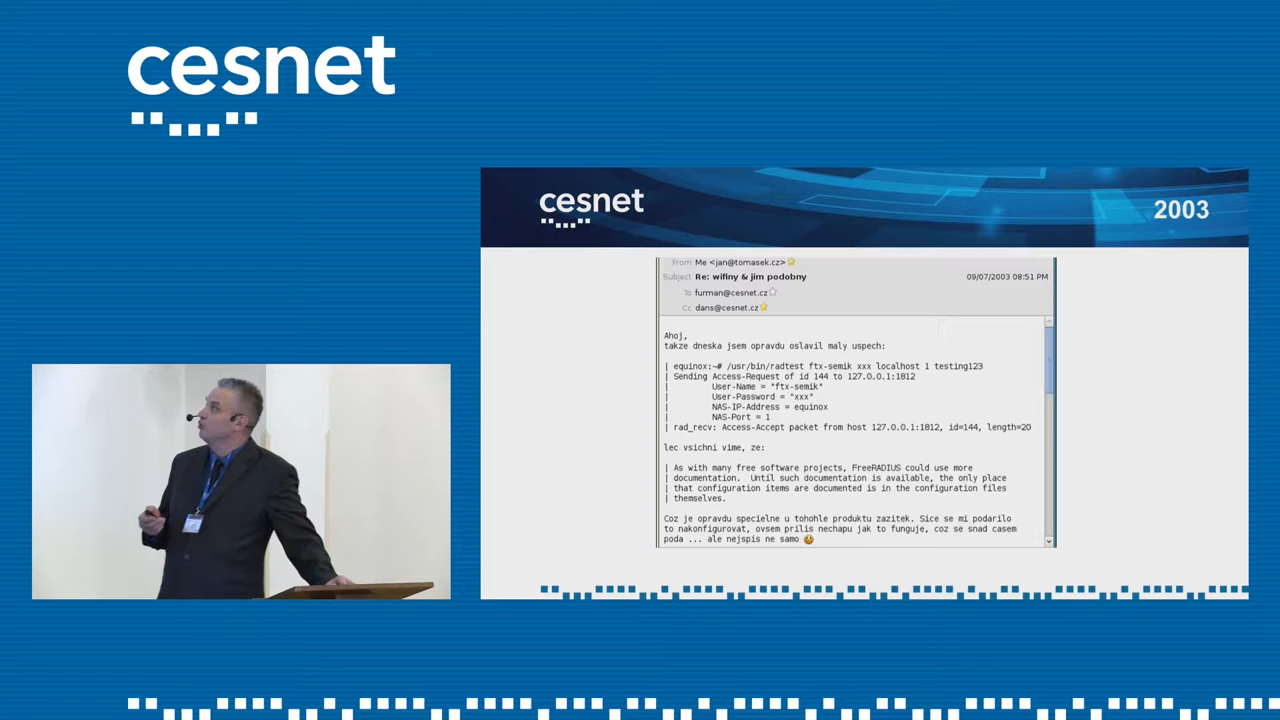 cesnet
cesnet
2003
From: Me <jan@tomasek.cz>
Subject Re: wifiny & jim podobny 09/07/2003 08:51 PM
To furman@cesnet.cz
Cc dans@cesnet.cz
Ahoj,
takze dneska jsem opravdu oslavil maly uspech:
| equinox:~# /usr/bin/radtest ftx-semik xxx localhost 1 testing123
| Sending Access-Request of id 144 to 127.0.0.1:1812
| User-Name = "ftx-semik"
| User-Password = "xxx"
| NAS-IP-Address = equinox
| NAS-Port = 1
| rad_recv: Access-Accept packet from host 127.0.0.1:1812, id=144, length=20
lec vsichni vime, ze:
| As with many free software projects, FreeRADIUS could use more
| documentation. Until such documentation is available, the only place
| that configuration items are documented is in the configuration files
| themselves.
Coz je opravdu specielne u tohohle produktu zazitek. Sice se mi podarilo
to nakonfigurovat, ovsem prilis nechapu jak to funguje, coz se snad casem
poda ... ale nejspis ne samo